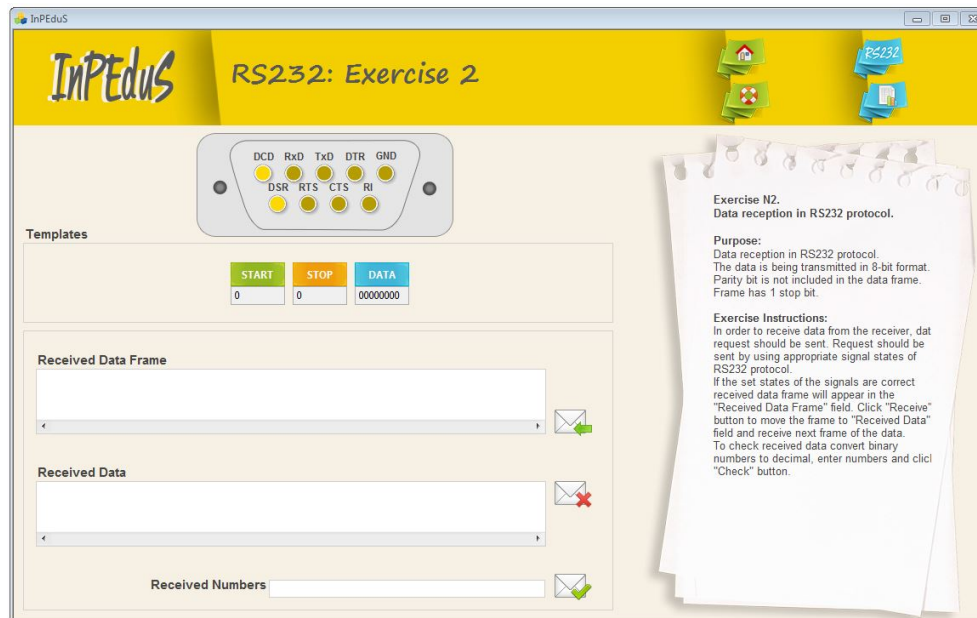 InPEduS
InPEduS
RS232: Exercise 2
RS232
DCD RxD TxD DTR GND
DSR RTS CTS RI
Templates
START STOP DATA
0 0 00000000
Received Data Frame
Received Data
Received Numbers
Exercise N2.
Data reception in RS232 protocol.
Purpose:
Data reception in RS232 protocol.
The data is being transmitted in 8-bit format.
Parity bit is not included in the data frame.
Frame has 1 stop bit.
Exercise Instructions:
In order to receive data from the receiver, dat
request should be sent. Request should be
sent by using appropriate signal states of
RS232 protocol.
If the set states of the signals are correct
received data frame will appear in the
"Received Data Frame" field. Click "Receive"
button to move the frame to "Received Data"
field and receive next frame of the data.
To check received data convert binary
numbers to decimal, enter numbers and clicl
"Check" button.